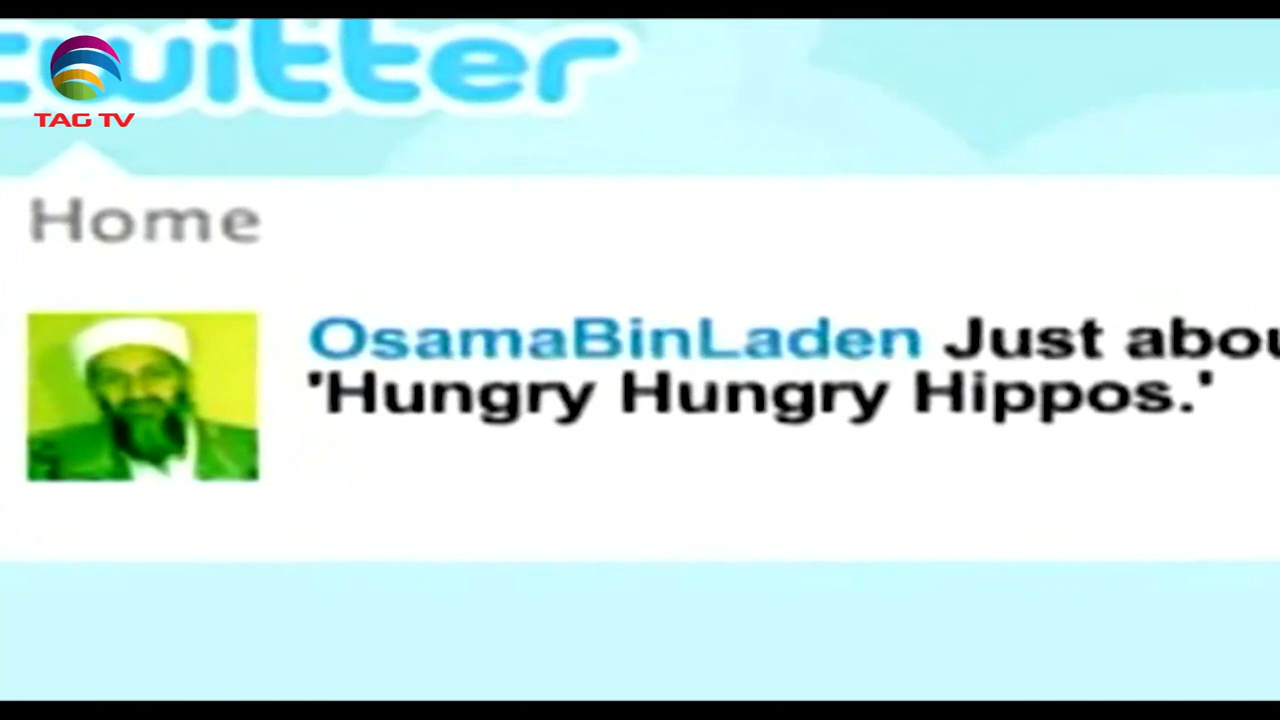 twitter
TAG TV
Home
OsamaBinLaden Just abou
'Hungry Hungry Hippos.'